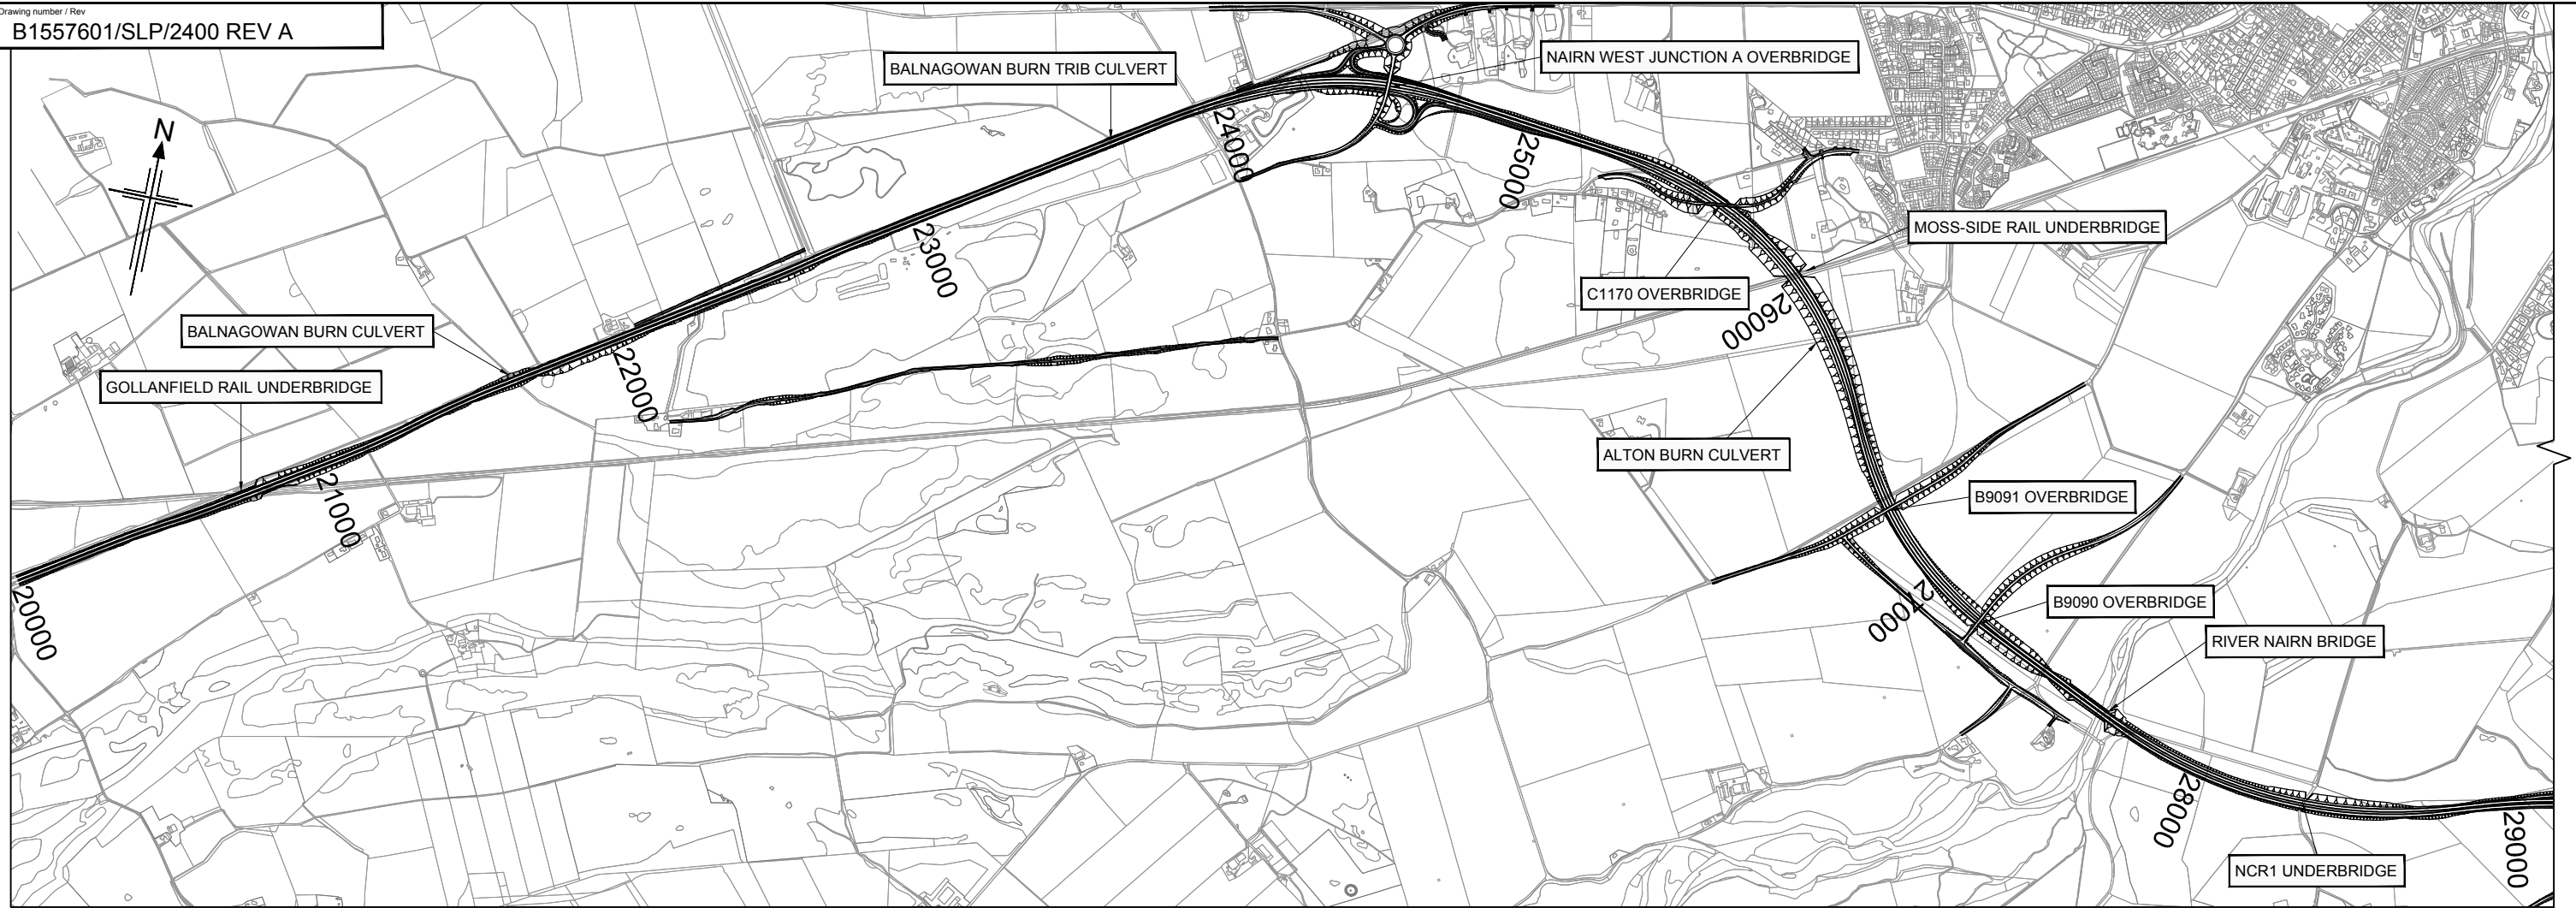 Drawing number / Rev
B1557601/SLP/2400 REV A
N
BALNAGOWAN BURN TRIB CULVERT
NAIRN WEST JUNCTION A OVERBRIDGE
24000
25000
MOSS-SIDE RAIL UNDERBRIDGE
23000
C1170 OVERBRIDGE
26000
BALNAGOWAN BURN CULVERT
22000
GOLLANFIELD RAIL UNDERBRIDGE
ALTON BURN CULVERT
21000
B9091 OVERBRIDGE
20000
27000
B9090 OVERBRIDGE
RIVER NAIRN BRIDGE
28000
29000
NCR1 UNDERBRIDGE